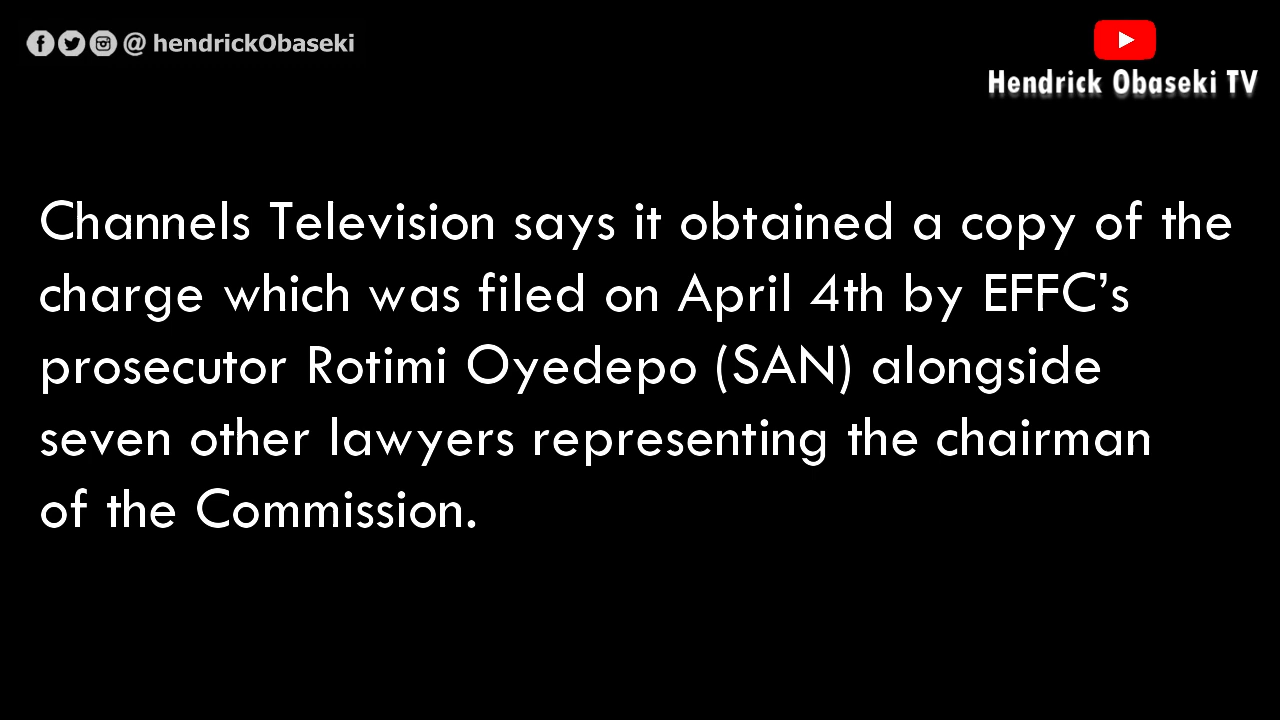 @ hendrickObaseki
Hendrick Obaseki TV
Channels Television says it obtained a copy of the
charge which was filed on April 4th by EFFC’s
prosecutor Rotimi Oyedepo (SAN) alongside
seven other lawyers representing the chairman
of the Commission.